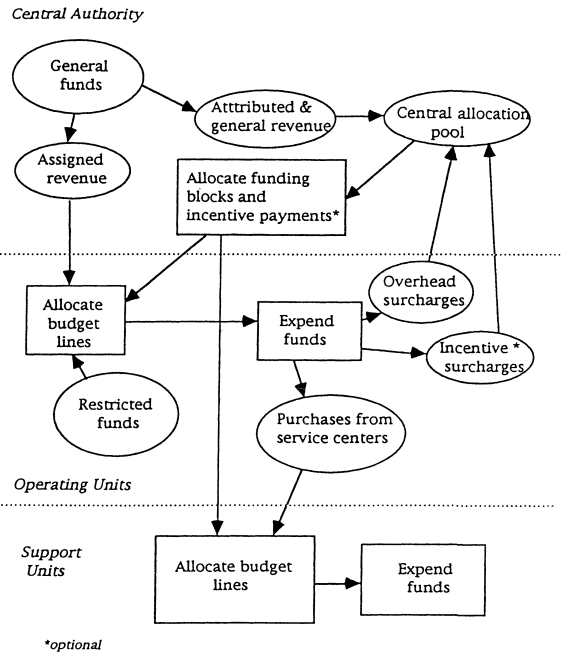 Central Authority
General
funds
Atttributed &
general revenue
Central allocation
pool
Assigned
revenue
Allocate funding
blocks and
incentive payments*
Overhead
surcharges
Allocate
budget
lines
Expend
funds
Incentive *
surcharges
Restricted
funds
Purchases from
service centers
Operating Units
Support
Units
Allocate budget
lines
Expend
funds
*optional